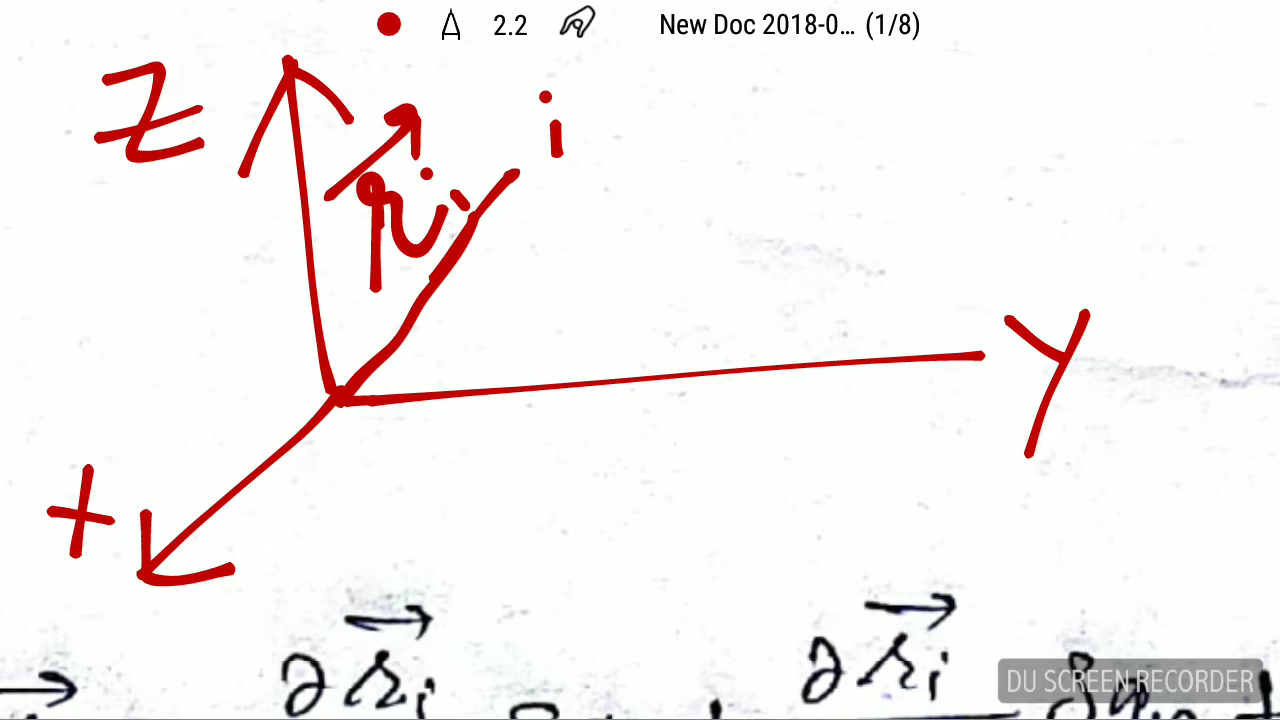 2.2 New Doc 2018-0... (1/8)
Z
i
r⃗i
Y
X
∂r⃗i ∂r⃗i
DU SCREEN RECORDER